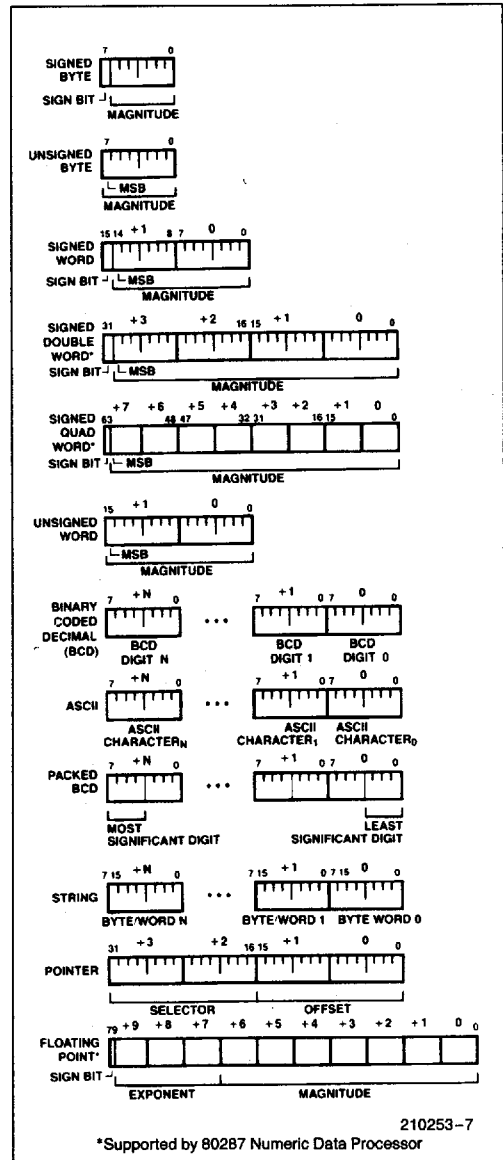 7 0
SIGNED
BYTE
SIGN BIT
MAGNITUDE
7 0
UNSIGNED
BYTE
MSB
MAGNITUDE
15 14 +1 8 7 0 0
SIGNED
WORD
SIGN BIT
MSB
MAGNITUDE
31 +3 +2 16 15 +1 0 0
SIGNED
DOUBLE
WORD*
SIGN BIT
MSB
MAGNITUDE
+7 +6 +5 +4 +3 +2 +1 0
63 48 47 32 31 16 15 0
SIGNED
QUAD
WORD*
SIGN BIT
MSB
MAGNITUDE
15 +1 0 0
UNSIGNED
WORD
MSB
MAGNITUDE
7 +N 0 7 +1 0 7 0 0
BINARY
CODED
DECIMAL
(BCD)
...
BCD BCD BCD
DIGIT N DIGIT 1 DIGIT 0
7 +N 0 7 +1 0 7 0 0
ASCII ...
ASCII ASCII ASCII
CHARACTERN CHARACTER1 CHARACTER0
7 +N 0 7 +1 0 7 0 0
PACKED
BCD
...
MOST LEAST
SIGNIFICANT DIGIT SIGNIFICANT DIGIT
7 15 +N 0 7 15 +1 0 7 15 0 0
STRING ...
BYTE/WORD N BYTE/WORD 1 BYTE WORD 0
31 +3 +2 16 15 +1 0 0
POINTER
SELECTOR OFFSET
79 +9 +8 +7 +6 +5 +4 +3 +2 +1 0 0
FLOATING
POINT*
SIGN BIT
EXPONENT MAGNITUDE
210253-7
*Supported by 80287 Numeric Data Processor